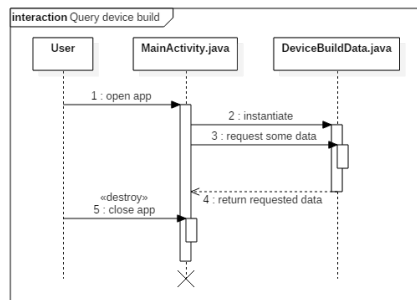 interaction Query device build
User
MainActivity.java
DeviceBuildData.java
1 : open app
2 : instantiate
3 : request some data
4 : return requested data
«destroy»
5 : close app